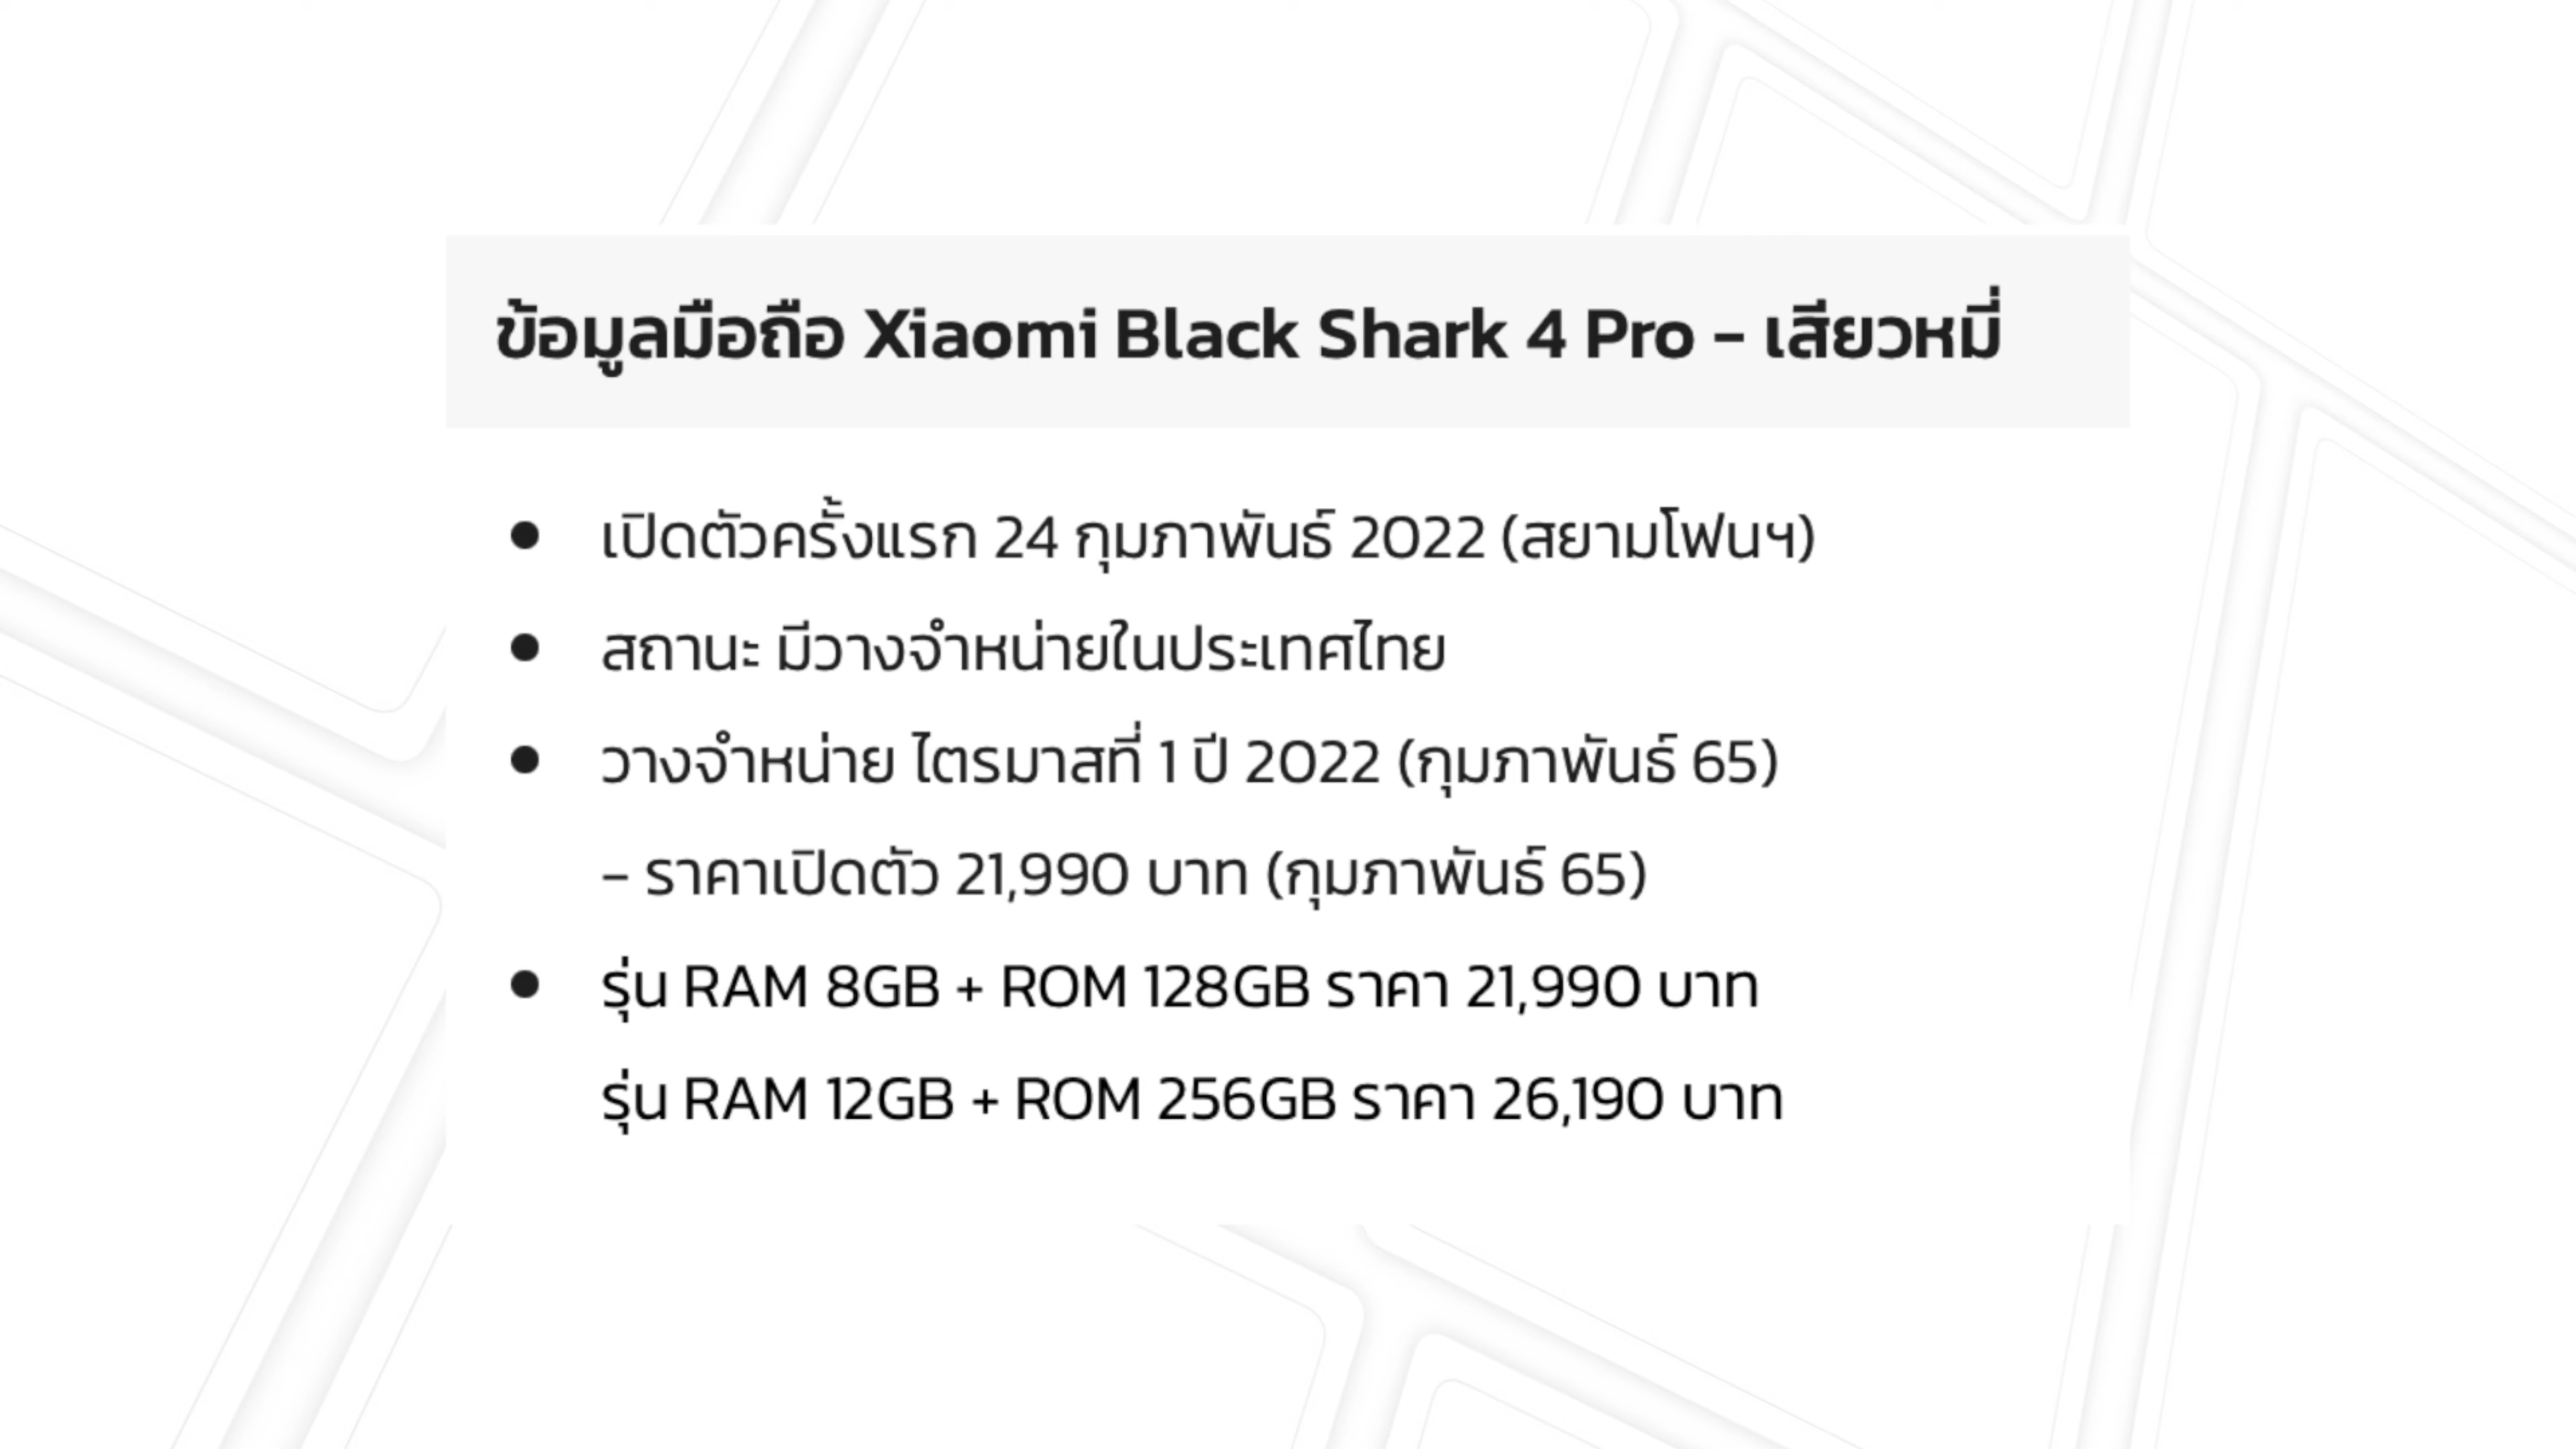 ข้อมูลมือถือ Xiaomi Black Shark 4 Pro - เสียวหมี่
● เปิดตัวครั้งแรก 24 กุมภาพันธ์ 2022 (สยามโฟนฯ)
● สถานะ มีวางจำหน่ายในประเทศไทย
● วางจำหน่าย ไตรมาสที่ 1 ปี 2022 (กุมภาพันธ์ 65)
- ราคาเปิดตัว 21,990 บาท (กุมภาพันธ์ 65)
● รุ่น RAM 8GB + ROM 128GB ราคา 21,990 บาท
รุ่น RAM 12GB + ROM 256GB ราคา 26,190 บาท